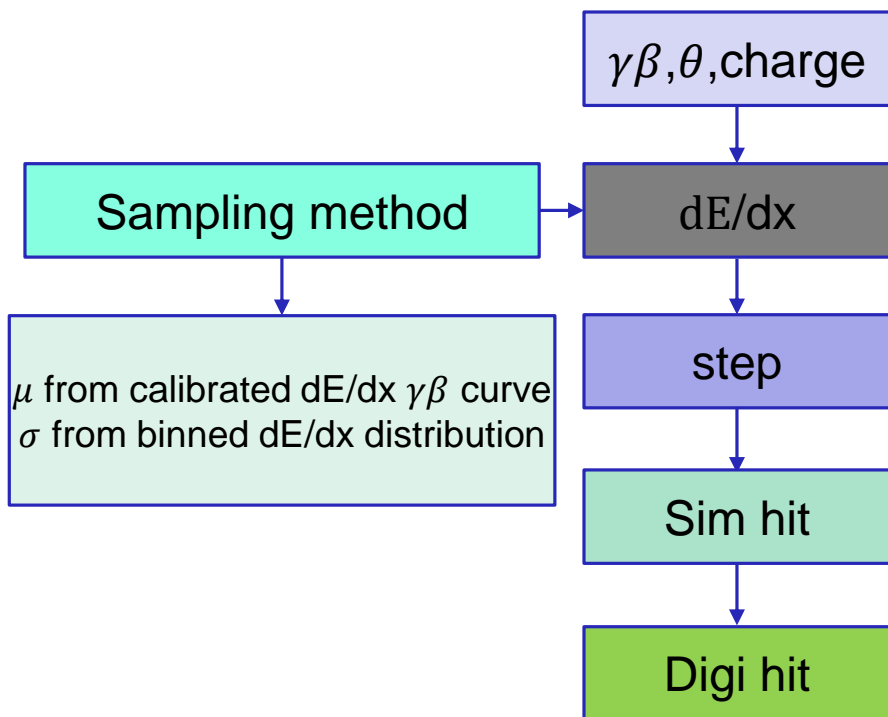 γβ,θ,charge
Sampling method
dE/dx
μ from calibrated dE/dx γβ curve
σ from binned dE/dx distribution
step
Sim hit
Digi hit